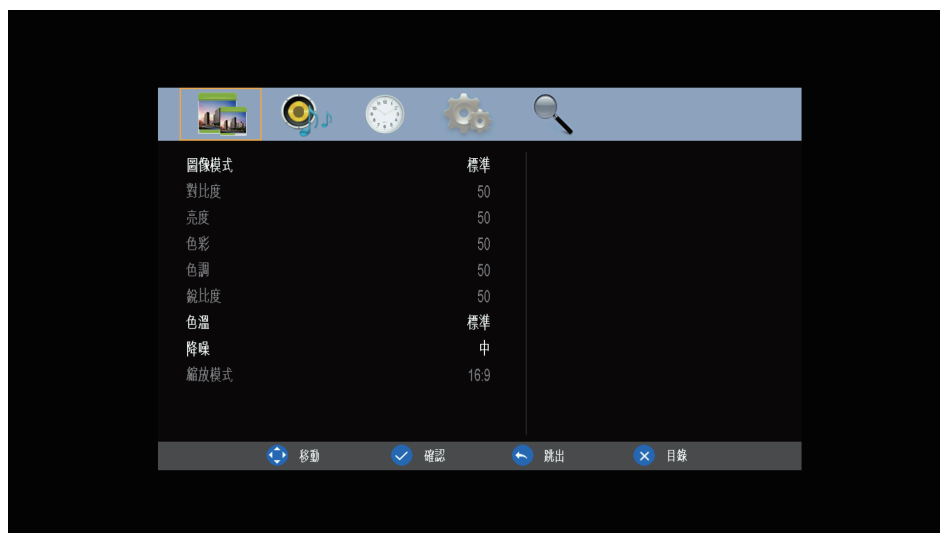 圖像模式 標準
對比度 50
亮度 50
色彩 50
色調 50
銳比度 50
色溫 標準
降噪 中
縮放模式 16:9
移動 確認 跳出 目錄